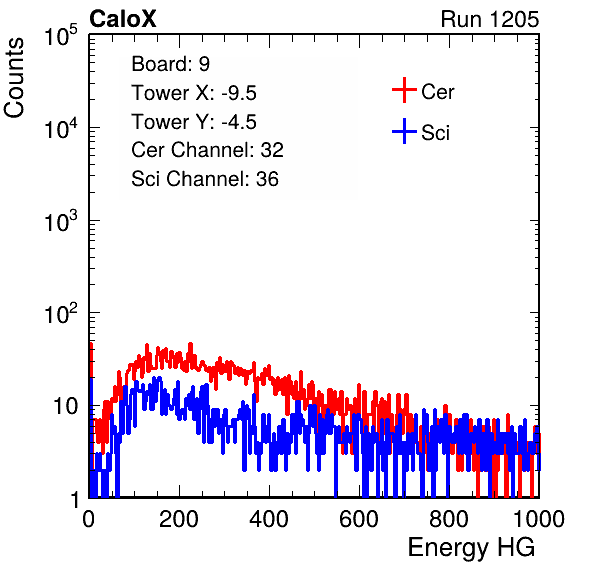 CaloX Run 1205
Counts
Board: 9
Tower X: -9.5
Tower Y: -4.5
Cer Channel: 32
Sci Channel: 36
Cer
Sci
10^5
10^4
10^3
10^2
10
1
0 200 400 600 800 1000
Energy HG